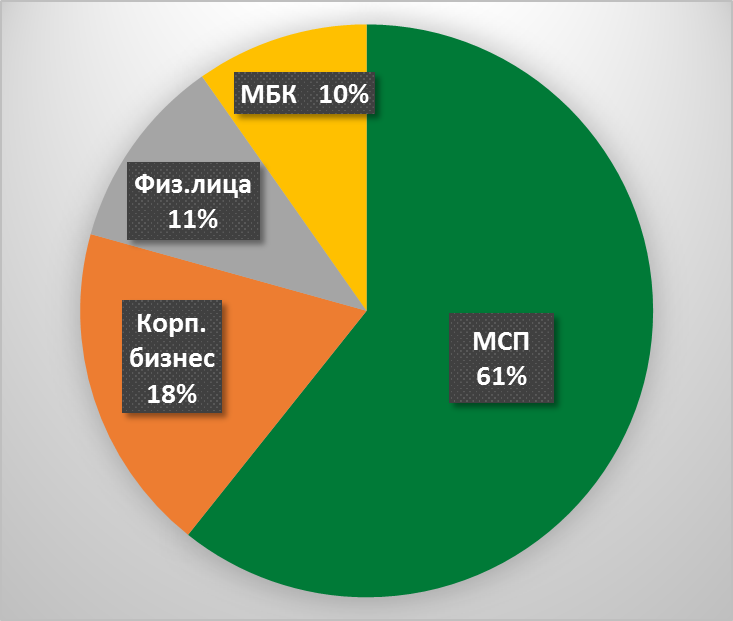 МБК 10%
Физ.лица
11%
Корп.
бизнес
18%
МСП
61%